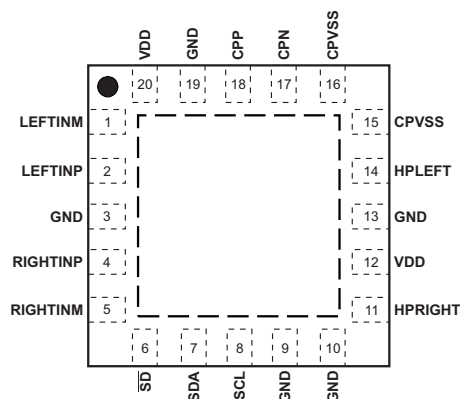 VDD GND CPP CPN CPVSS
20 19 18 17 16
LEFTINM 1 15 CPVSS
LEFTINP 2 14 HPLEFT
GND 3 13 GND
RIGHTINP 4 12 VDD
RIGHTINM 5 11 HPRIGHT
6 7 8 9 10
SD SDA SCL GND GND